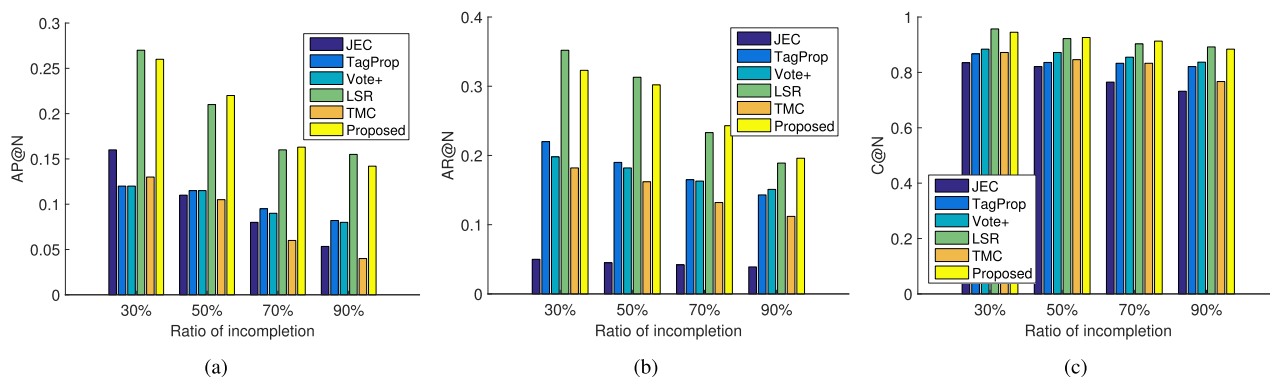 AP@N
0.3
0.25
0.2
0.15
0.1
0.05
0
JEC
TagProp
Vote+
LSR
TMC
Proposed
30% 50% 70% 90%
Ratio of incompletion
(a)
AR@N
0.4
0.3
0.2
0.1
0
JEC
TagProp
Vote+
LSR
TMC
Proposed
30% 50% 70% 90%
Ratio of incompletion
(b)
C@N
1
0.8
0.6
0.4
0.2
0
JEC
TagProp
Vote+
LSR
TMC
Proposed
30% 50% 70% 90%
Ratio of incompletion
(c)